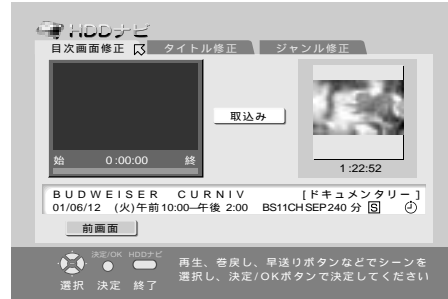 HDDナビ
目次画面修正 タイトル修正 ジャンル修正
取込み
始 0:00:00 終
1:22:52
BUDWEISER CURNIV [ドキュメンタリー]
01/06/12 (火)午前10:00―午後 2:00 BS11CH SEP240 分 S
前画面
決定/OK HDDナビ
選択 決定 終了
再生、巻戻し、早送りボタンなどでシーンを
選択し、決定/OKボタンで決定してください